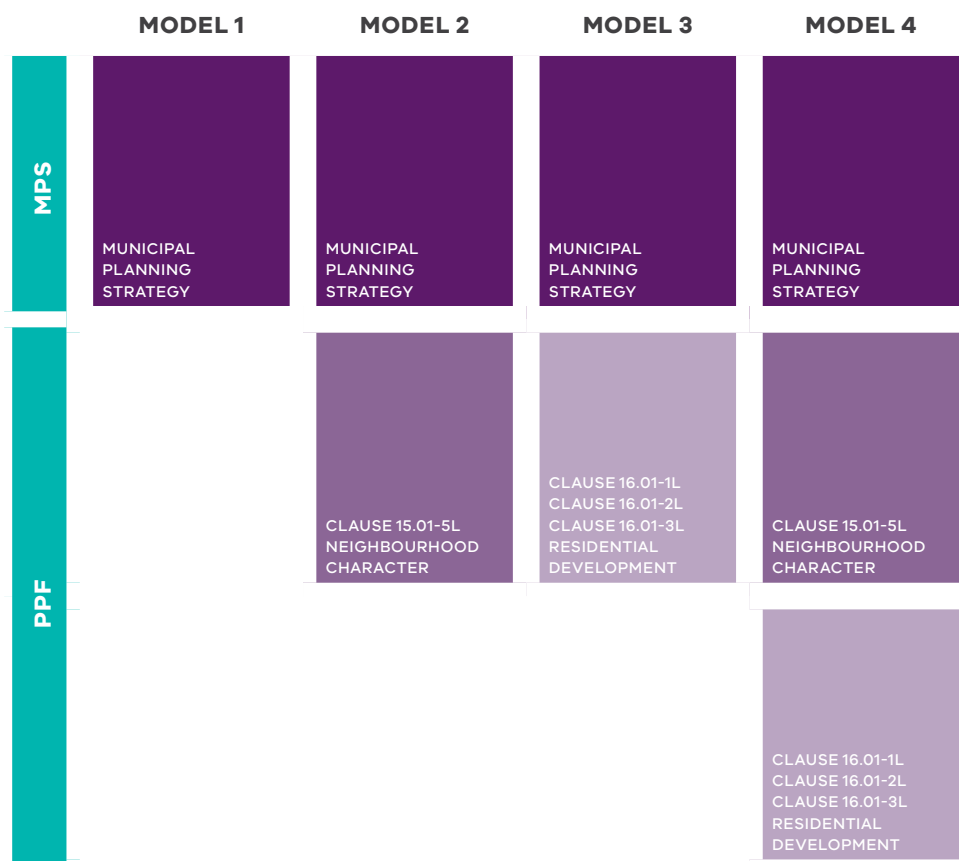 MODEL 1
MODEL 2
MODEL 3
MODEL 4
MPS
MUNICIPAL
PLANNING
STRATEGY
MUNICIPAL
PLANNING
STRATEGY
MUNICIPAL
PLANNING
STRATEGY
MUNICIPAL
PLANNING
STRATEGY
PPF
CLAUSE 15.01-5L
NEIGHBOURHOOD
CHARACTER
CLAUSE 16.01-1L
CLAUSE 16.01-2L
CLAUSE 16.01-3L
RESIDENTIAL
DEVELOPMENT
CLAUSE 15.01-5L
NEIGHBOURHOOD
CHARACTER
CLAUSE 16.01-1L
CLAUSE 16.01-2L
CLAUSE 16.01-3L
RESIDENTIAL
DEVELOPMENT